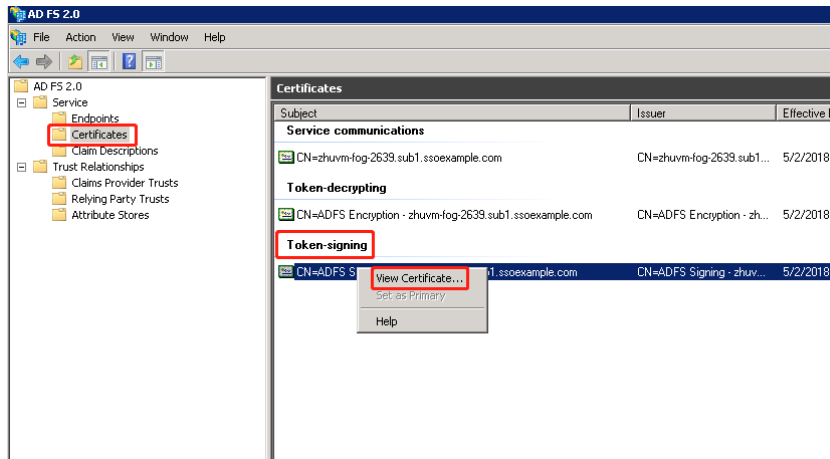 AD FS 2.0
File Action View Window Help
AD FS 2.0
Service
Endpoints
Certificates
Claim Descriptions
Trust Relationships
Claims Provider Trusts
Relying Party Trusts
Attribute Stores
Certificates
Subject Issuer Effective
Service communications
CN=zhuvm-fog-2639.sub1.ssoexample.com CN=zhuvm-fog-2639.sub1... 5/2/2018
Token-decrypting
CN=ADFS Encryption - zhuvm-fog-2639.sub1.ssoexample.com CN=ADFS Encryption - zh... 5/2/2018
Token-signing
CN=ADFS S 1.ssoexample.com CN=ADFS Signing - zhuv... 5/2/2018
View Certificate...
Set as Primary
Help